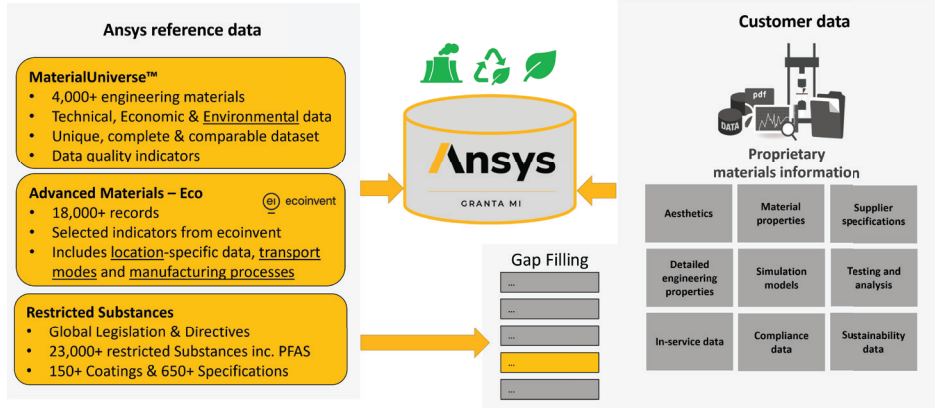 Ansys reference data
MaterialUniverse™
• 4,000+ engineering materials
• Technical, Economic & Environmental data
• Unique, complete & comparable dataset
• Data quality indicators
Advanced Materials – Eco
ei ecoinvent
• 18,000+ records
• Selected indicators from ecoinvent
• Includes location-specific data, transport
modes and manufacturing processes
Restricted Substances
• Global Legislation & Directives
• 23,000+ restricted Substances inc. PFAS
• 150+ Coatings & 650+ Specifications
Ansys
GRANTA MI
Gap Filling
...
...
...
...
...
Customer data
pdf
DATA
Proprietary
materials information
Aesthetics
Material
properties
Supplier
specifications
Detailed
engineering
properties
Simulation
models
Testing and
analysis
In-service data
Compliance
data
Sustainability
data